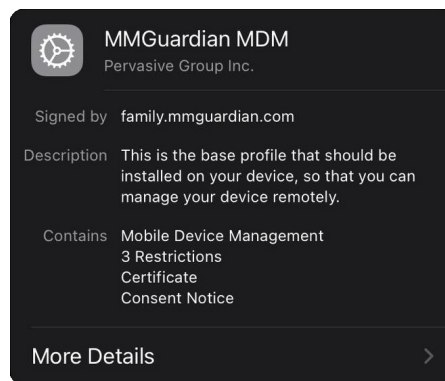 MMGuardian MDM
Pervasive Group Inc.
Signed by family.mmguardian.com
Description This is the base profile that should be
installed on your device, so that you can
manage your device remotely.
Contains Mobile Device Management
3 Restrictions
Certificate
Consent Notice
More Details